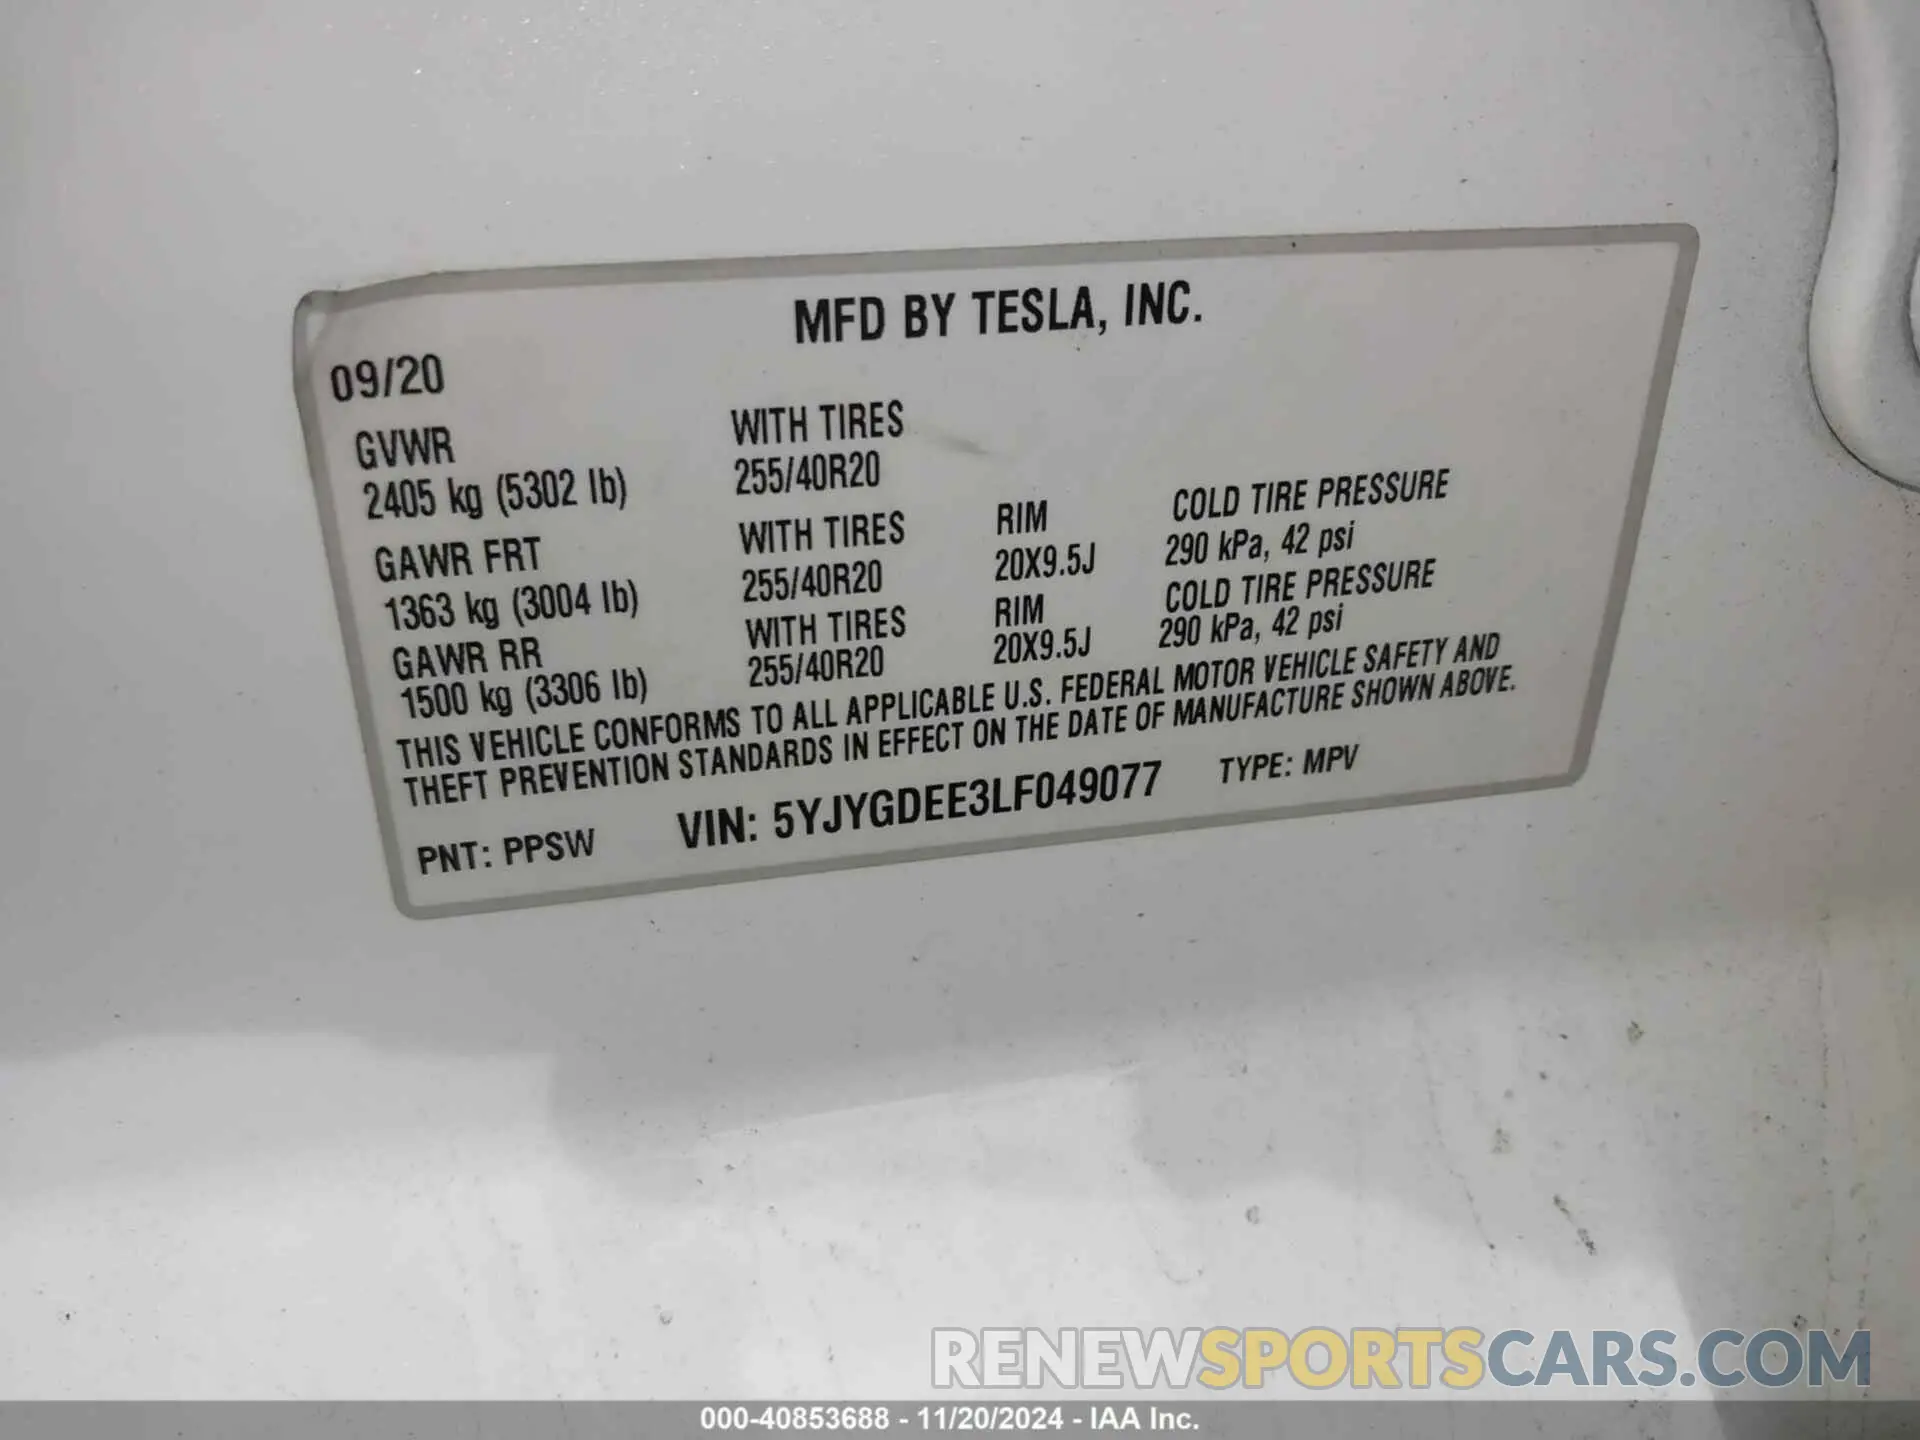 MFD BY TESLA, INC.
09/20
GVWR WITH TIRES
2405 kg (5302 lb) 255/40R20
GAWR FRT WITH TIRES RIM COLD TIRE PRESSURE
1363 kg (3004 lb) 255/40R20 20X9.5J 290 kPa, 42 psi
GAWR RR WITH TIRES RIM COLD TIRE PRESSURE
1500 kg (3306 lb) 255/40R20 20X9.5J 290 kPa, 42 psi
THIS VEHICLE CONFORMS TO ALL APPLICABLE U.S. FEDERAL MOTOR VEHICLE SAFETY AND
THEFT PREVENTION STANDARDS IN EFFECT ON THE DATE OF MANUFACTURE SHOWN ABOVE.
PNT: PPSW VIN: 5YJYGDEE3LF049077 TYPE: MPV
RENEWSPORTSCARS.COM
000-40853688 - 11/20/2024 - IAA Inc.